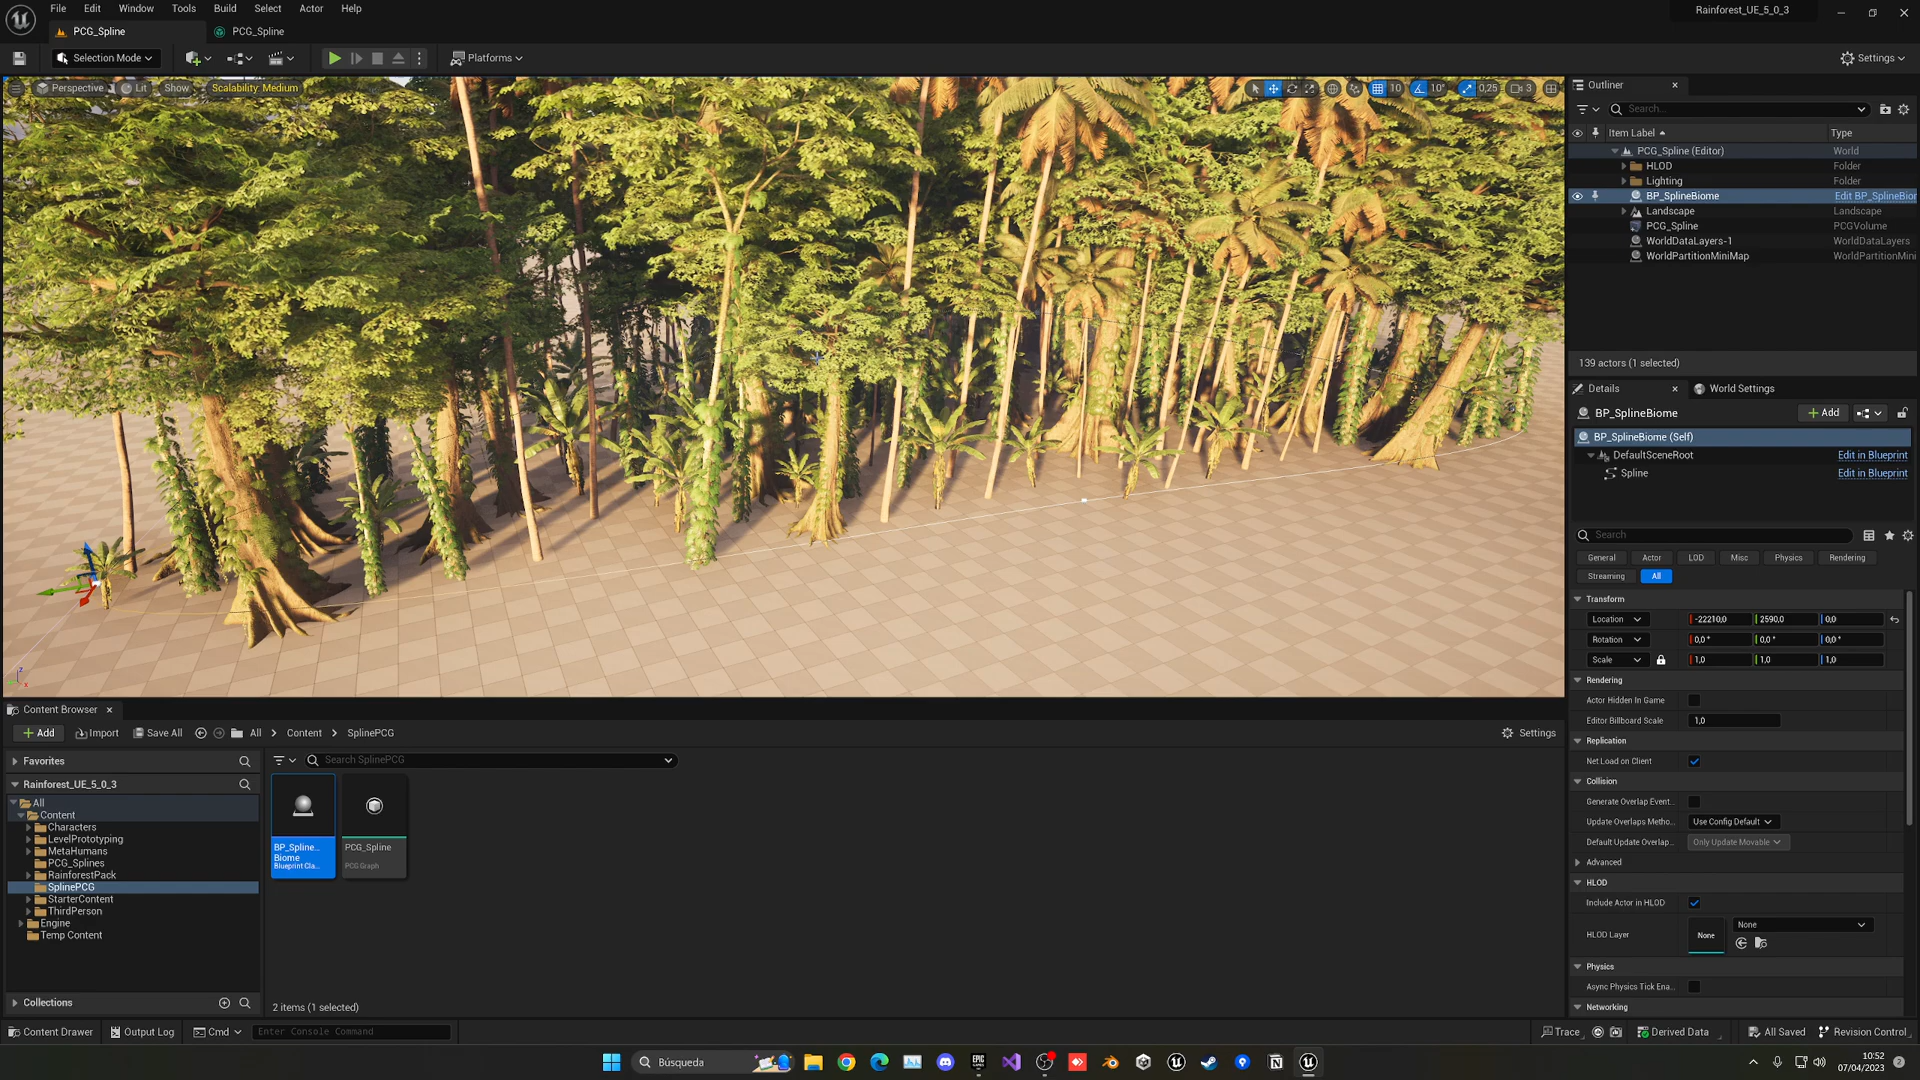 File Edit Window Tools Build Select Actor Help
Rainforest_UE_5_0_3
PCG_Spline
PCG_Spline
Selection Mode
Platforms
Settings
Perspective
Lit
Show
Scalability: Medium
10
10°
0,25
3
Outliner
Search...
Item Label
Type
PCG_Spline (Editor)
World
HLOD
Folder
Lighting
Folder
BP_SplineBiome
Edit BP_SplineBior
Landscape
Landscape
PCG_Spline
PCGVolume
WorldDataLayers-1
WorldDataLayers
WorldPartitionMiniMap
WorldPartitionMini
139 actors (1 selected)
Details
World Settings
BP_SplineBiome
Add
BP_SplineBiome (Self)
DefaultSceneRoot
Edit in Blueprint
Spline
Edit in Blueprint
Search
General
Actor
LOD
Misc
Physics
Rendering
Streaming
All
Transform
Location
-22210,0
2590,0
0,0
Rotation
0,0 °
0,0 °
0,0 °
Scale
1,0
1,0
1,0
Rendering
Actor Hidden In Game
Editor Billboard Scale
1,0
Replication
Net Load on Client
Collision
Generate Overlap Event...
Update Overlaps Metho...
Use Config Default
Default Update Overlap...
Only Update Movable
Advanced
HLOD
Include Actor in HLOD
HLOD Layer
None
None
Physics
Async Physics Tick Ena...
Networking
Content Browser
Add
Import
Save All
All
Content
SplinePCG
Settings
Favorites
Rainforest_UE_5_0_3
All
Content
Characters
LevelPrototyping
MetaHumans
PCG_Splines
RainforestPack
SplinePCG
StarterContent
ThirdPerson
Engine
Temp Content
Collections
Search SplinePCG
BP_Spline...
Biome
Blueprint Cla...
PCG_Spline
PCG Graph
2 items (1 selected)
Content Drawer
Output Log
Cmd
Enter Console Command
Trace
Derived Data
All Saved
Revision Control
Búsqueda
10:52
07/04/2023
2